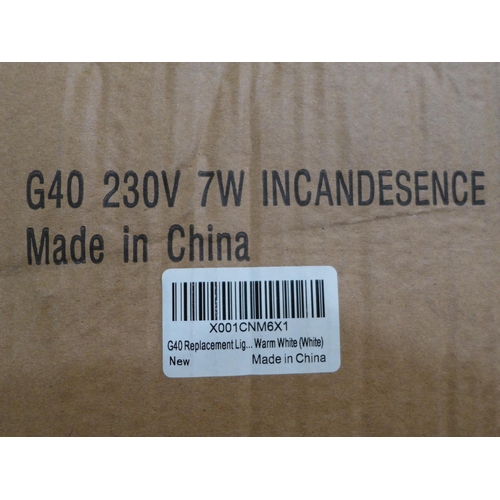 G40 230V 7W INCANDESENCE
Made in China
X001CNM6X1
G40 Replacement Lig... Warm White (White)
New Made in China